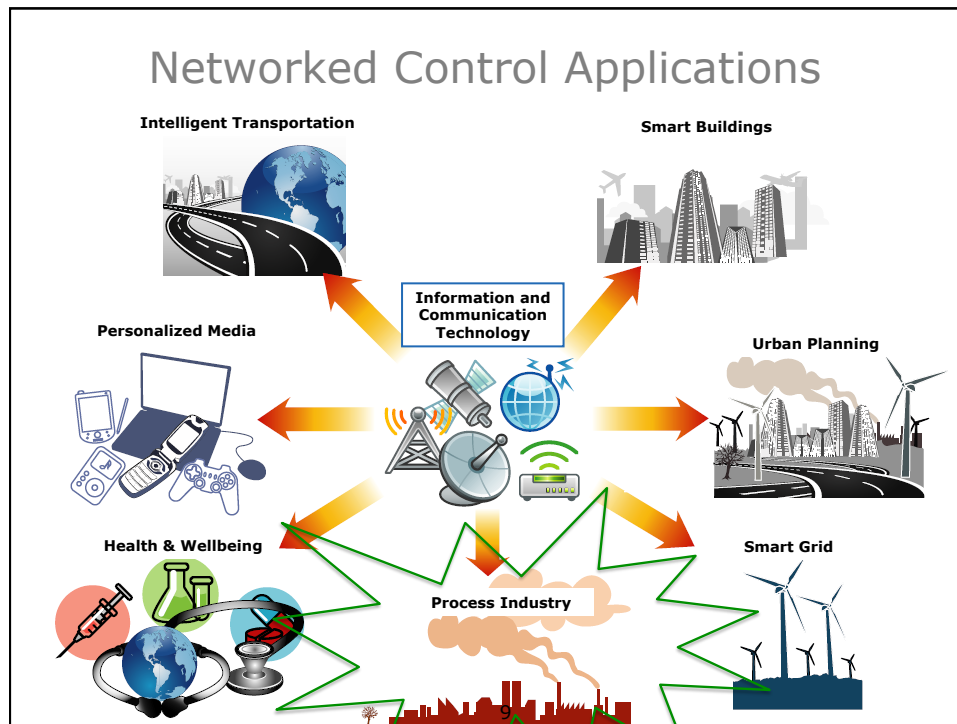 Networked Control Applications
Intelligent Transportation
Smart Buildings
Information and
Communication
Technology
Personalized Media
Urban Planning
Health & Wellbeing
Smart Grid
Process Industry
9